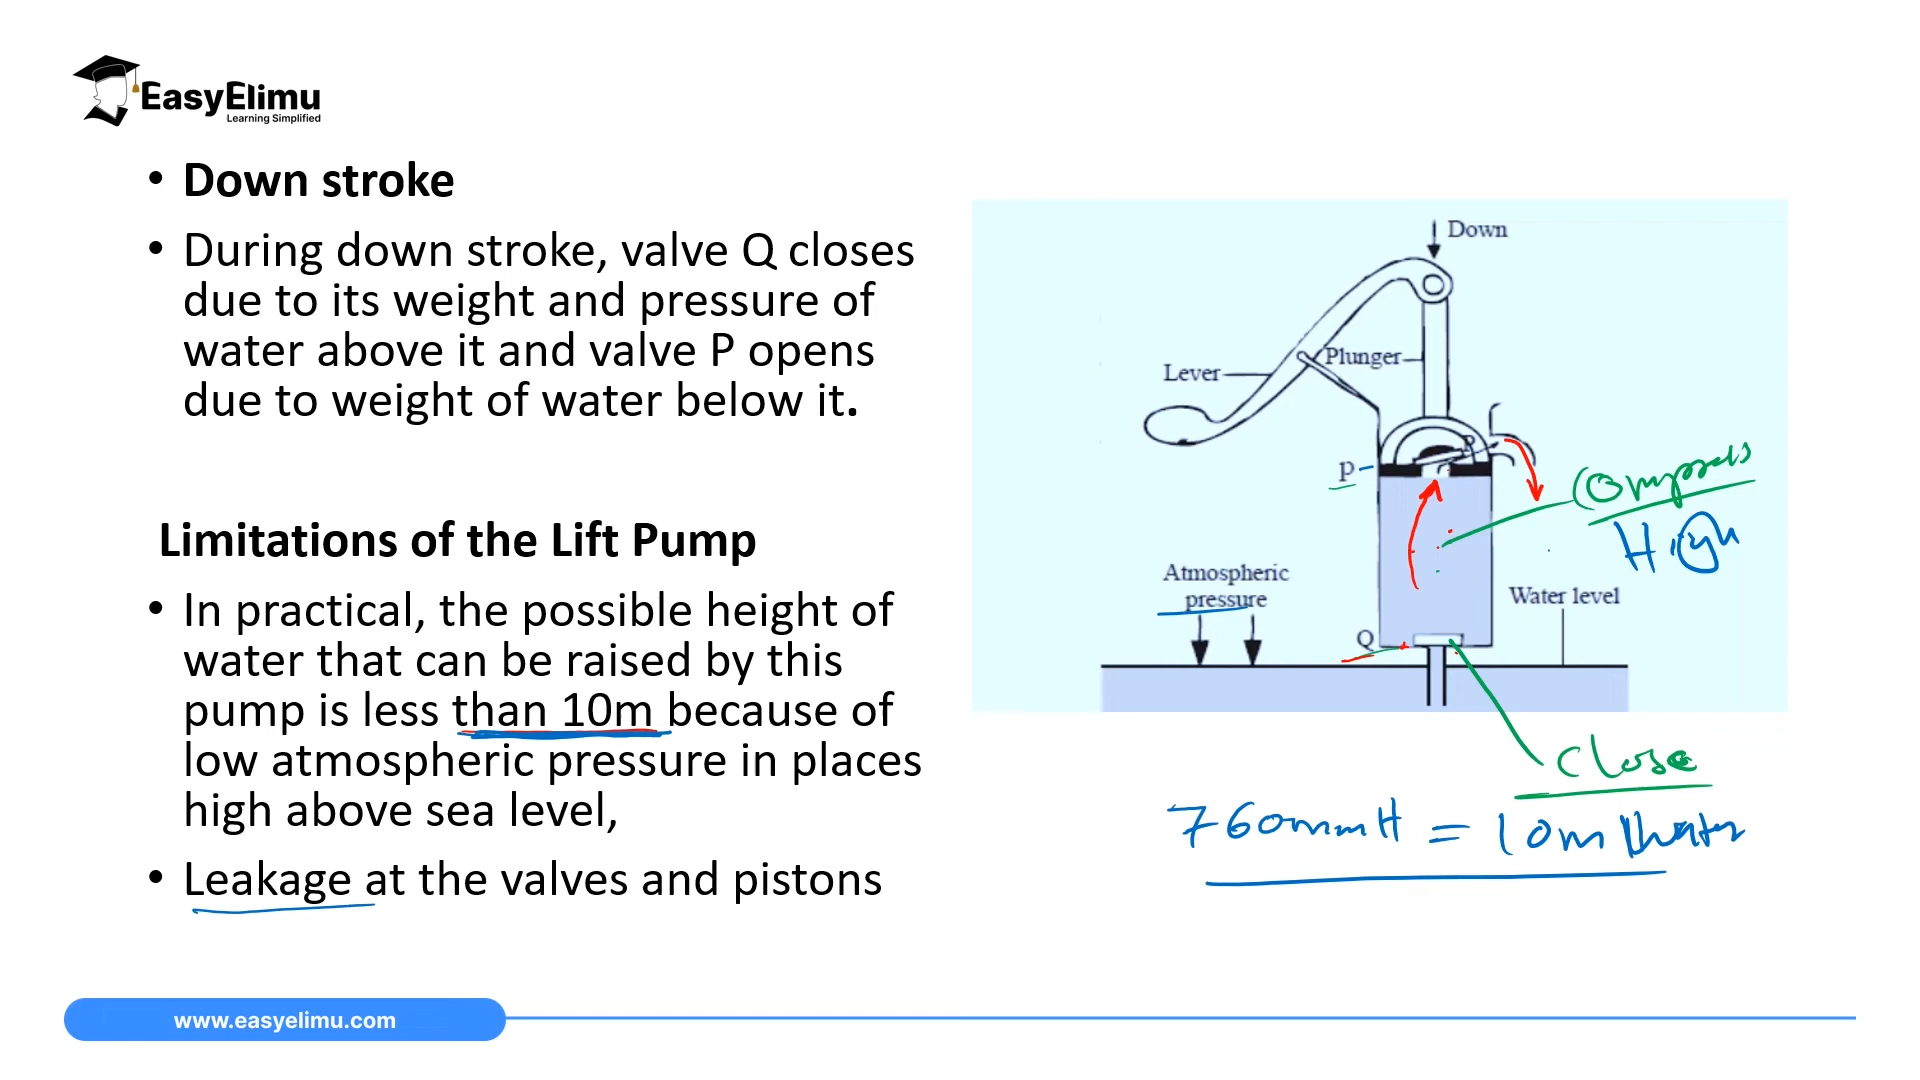 EasyElimu
Learning Simplified
• Down stroke
• During down stroke, valve Q closes
due to its weight and pressure of
water above it and valve P opens
due to weight of water below it.
Limitations of the Lift Pump
• In practical, the possible height of
water that can be raised by this
pump is less than 10m because of
low atmospheric pressure in places
high above sea level,
• Leakage at the valves and pistons
Down
Plunger
Lever
P
p
High
Atmospheric
pressure
Water level
Q
Close
760mmH = 10m Water
www.easyelimu.com